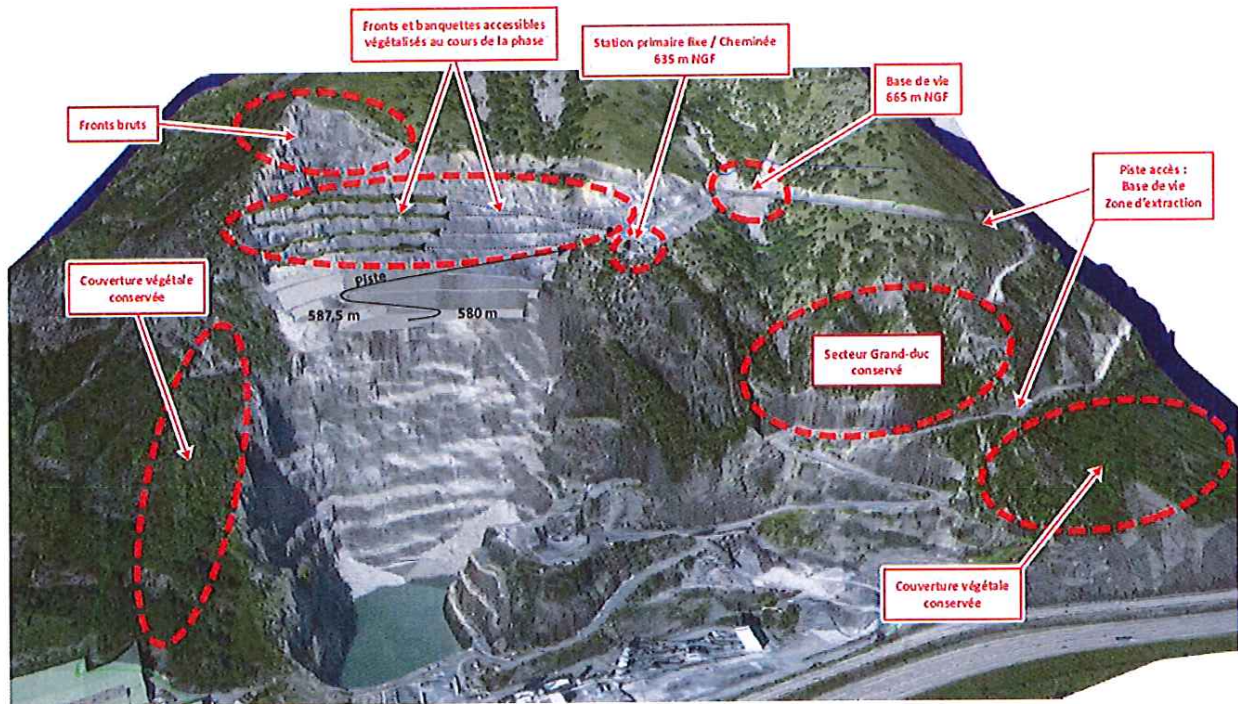 Fronts et banquettes accessibles
végétalisés au cours de la phase
Station primaire fixe / Cheminée
635 m NGF
Base de vie
665 m NGF
Fronts bruts
Piste accès :
Base de vie
Zone d'extraction
Couverture végétale
conservée
Piste
587,5 m
580 m
Secteur Grand-duc
conservé
Couverture végétale
conservée